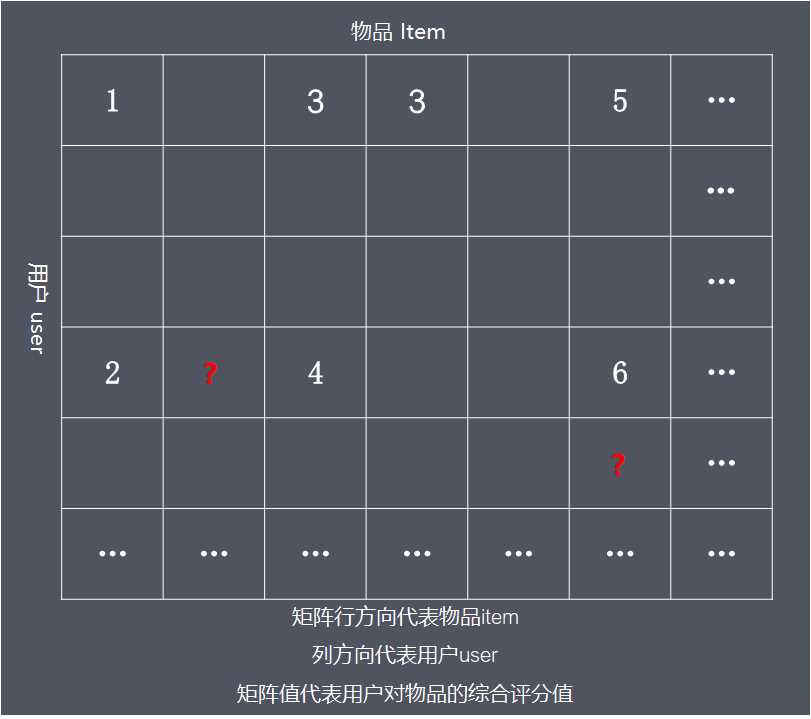 物品 Item
1 3 3 5 ...
...
...
用户 user
2 ? 4 6 ...
? ...
... ... ... ... ... ... ...
矩阵行方向代表物品item
列方向代表用户user
矩阵值代表用户对物品的综合评分值